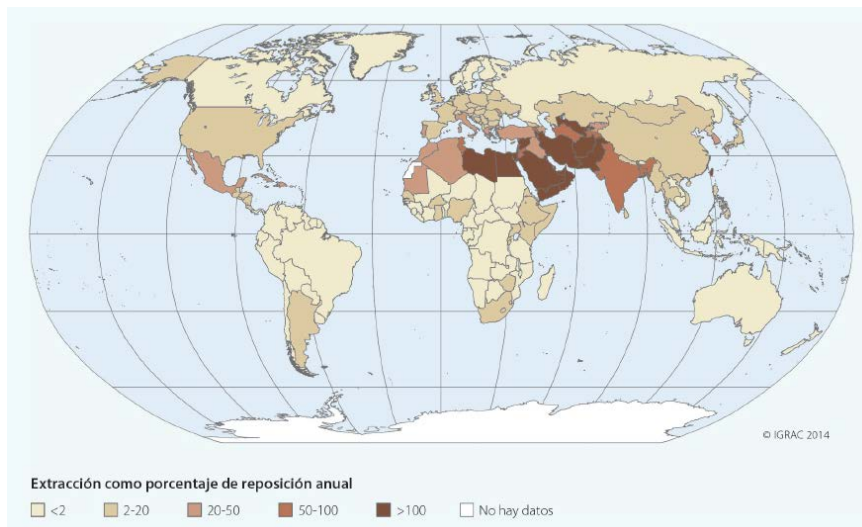 © IGRAC 2014
Extracción como porcentaje de reposición anual
<2 2-20 20-50 50-100 >100 No hay datos